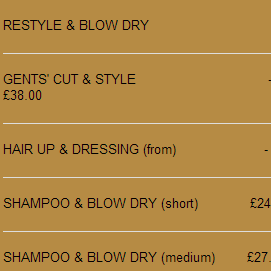 RESTYLE & BLOW DRY
GENTS' CUT & STYLE -
£38.00
HAIR UP & DRESSING (from) -
SHAMPOO & BLOW DRY (short) £24
SHAMPOO & BLOW DRY (medium) £27.